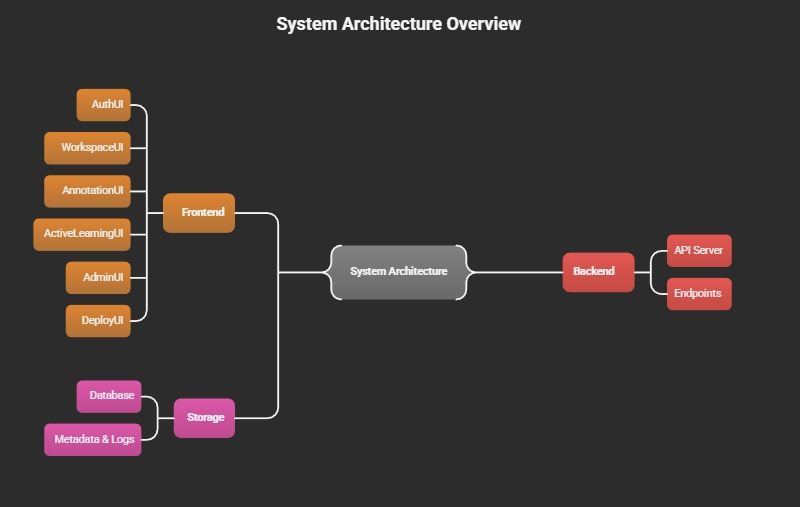 System Architecture Overview
AuthUI
WorkspaceUI
AnnotationUI
ActiveLearningUI
AdminUI
DeployUI
Frontend
Database
Metadata & Logs
Storage
System Architecture
Backend
API Server
Endpoints